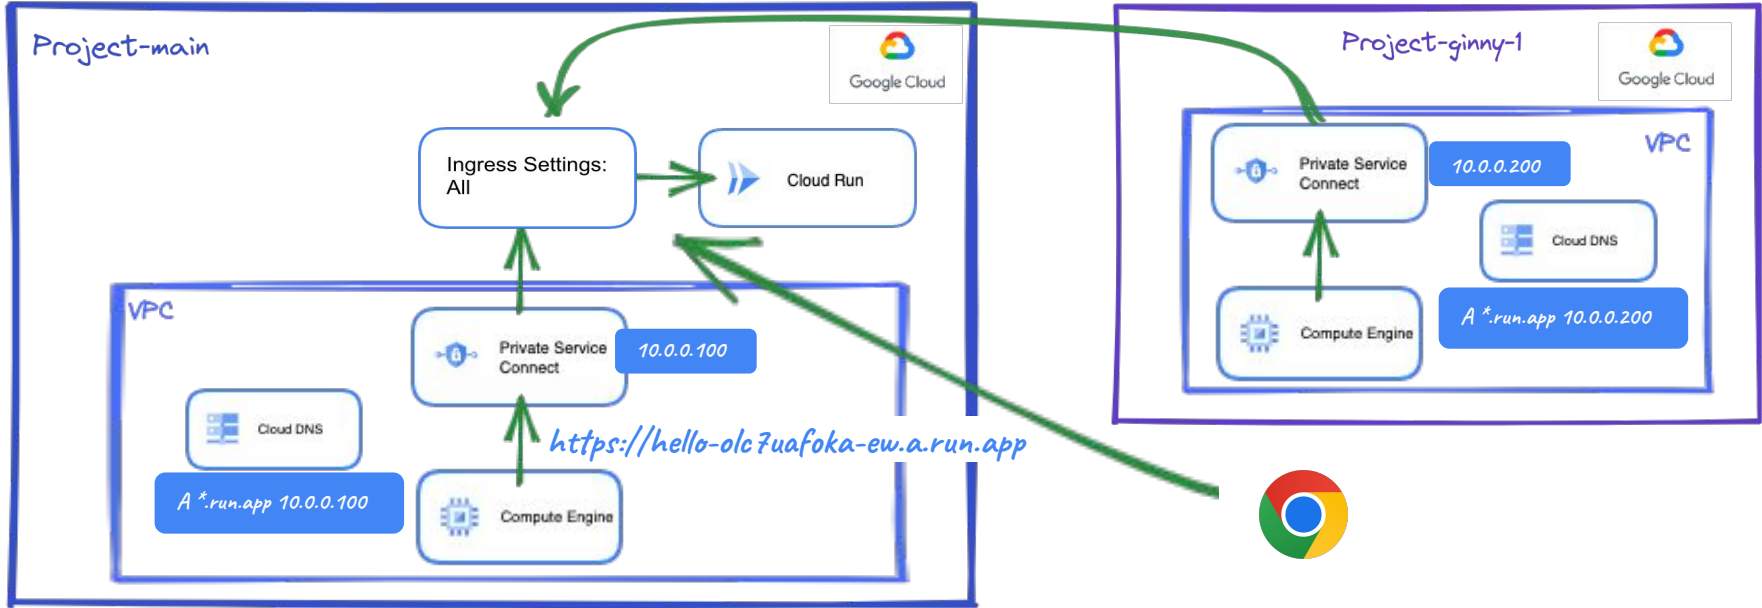 Project-main
Google Cloud
Ingress Settings:
All
Cloud Run
VPC
Private Service
Connect
10.0.0.100
Cloud DNS
A *.run.app 10.0.0.100
https://hello-olc7uafoka-ew.a.run.app
Compute Engine
Project-ginny-1
Google Cloud
VPC
Private Service
Connect
10.0.0.200
Cloud DNS
A *.run.app 10.0.0.200
Compute Engine